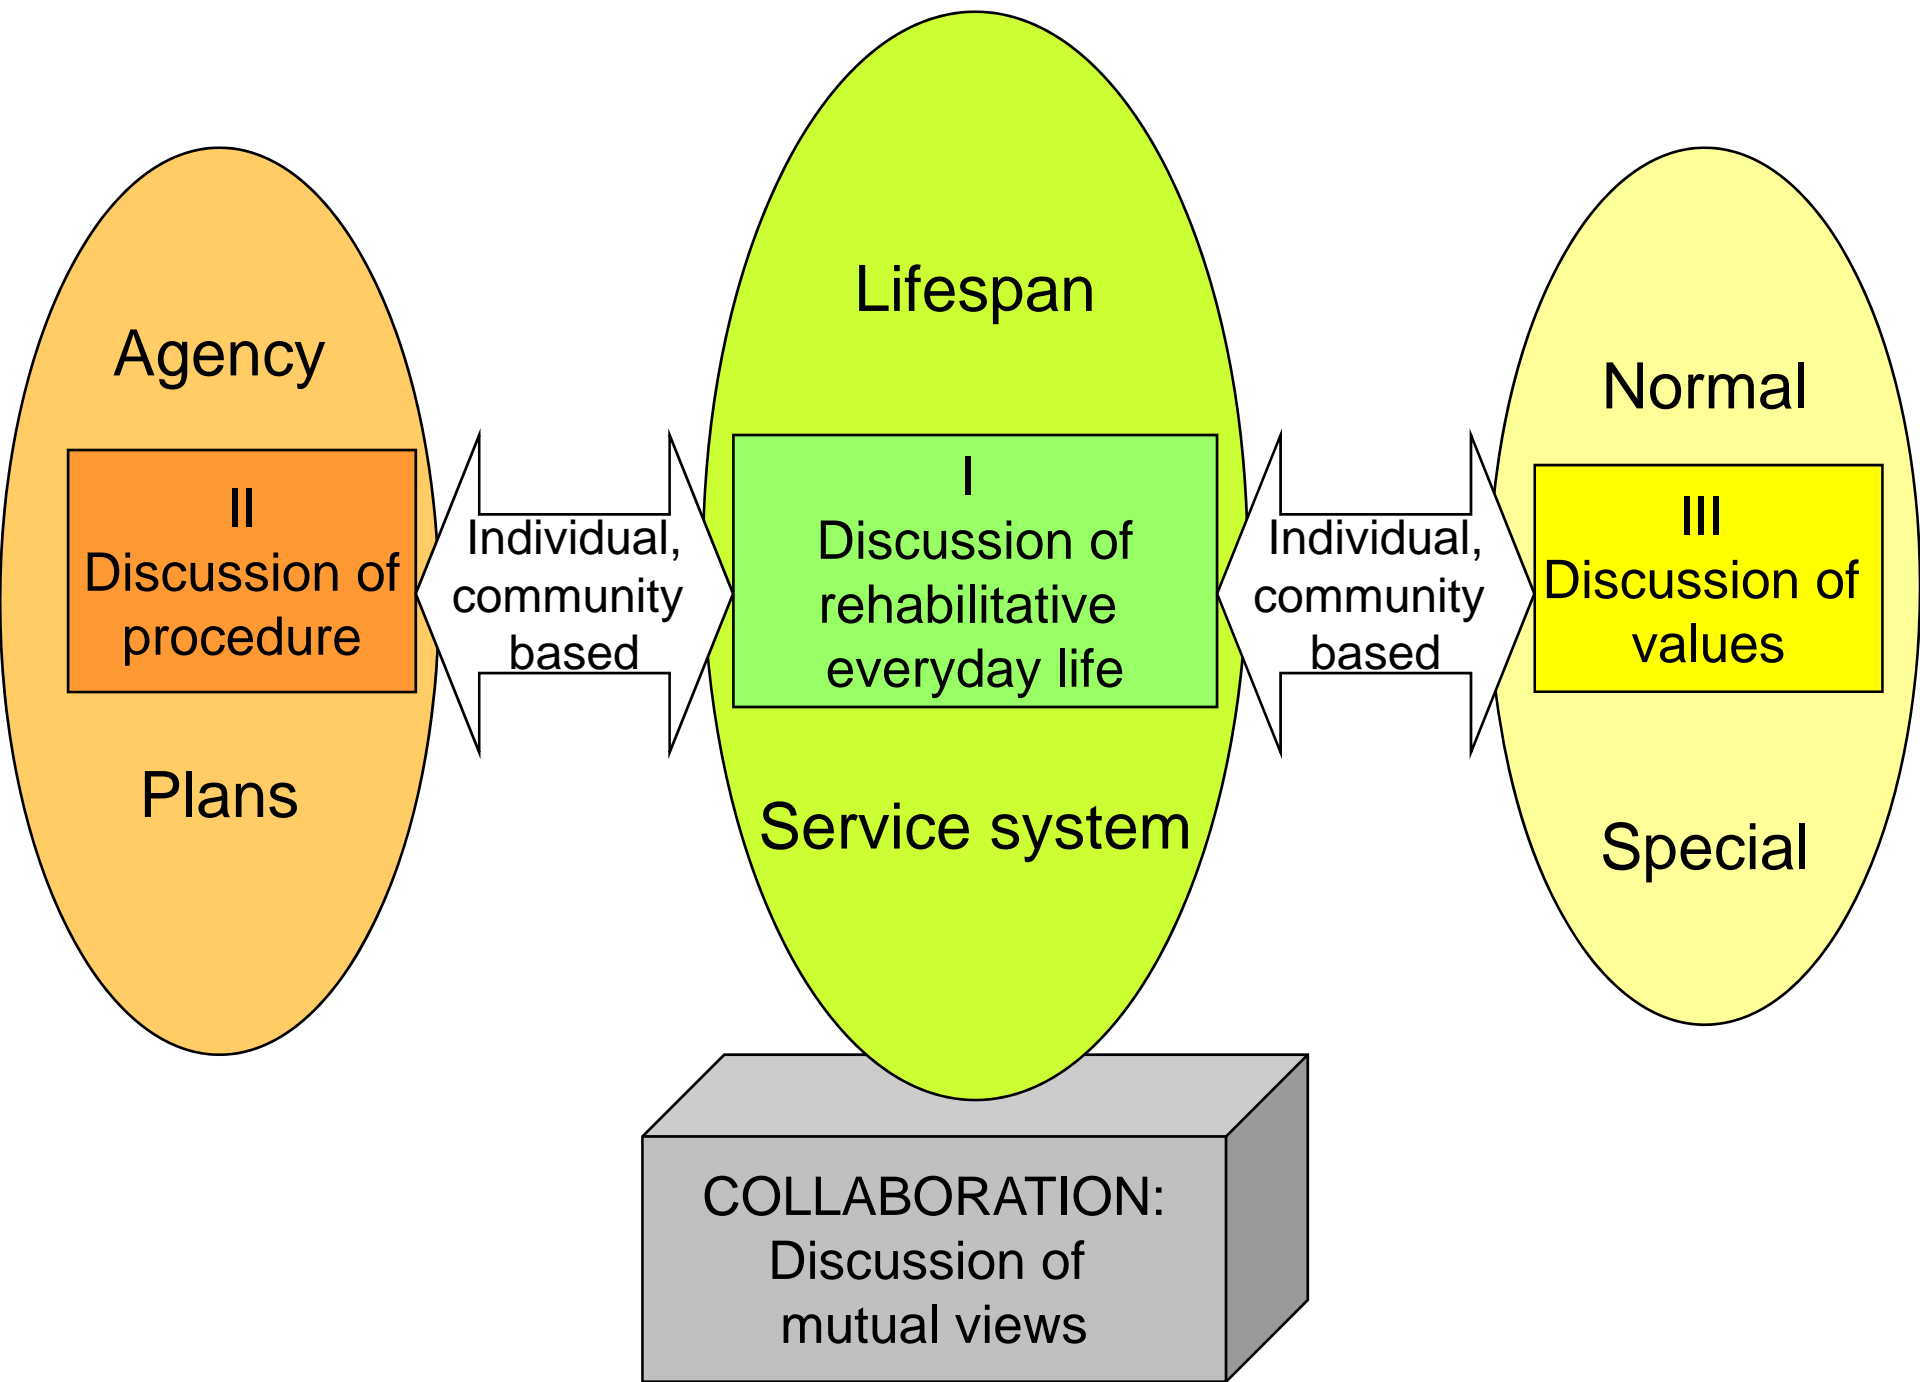 Agency
II
Discussion of
procedure
Plans
Individual,
community
based
Lifespan
I
Discussion of
rehabilitative
everyday life
Service system
Individual,
community
based
Normal
III
Discussion of
values
Special
COLLABORATION:
Discussion of
mutual views